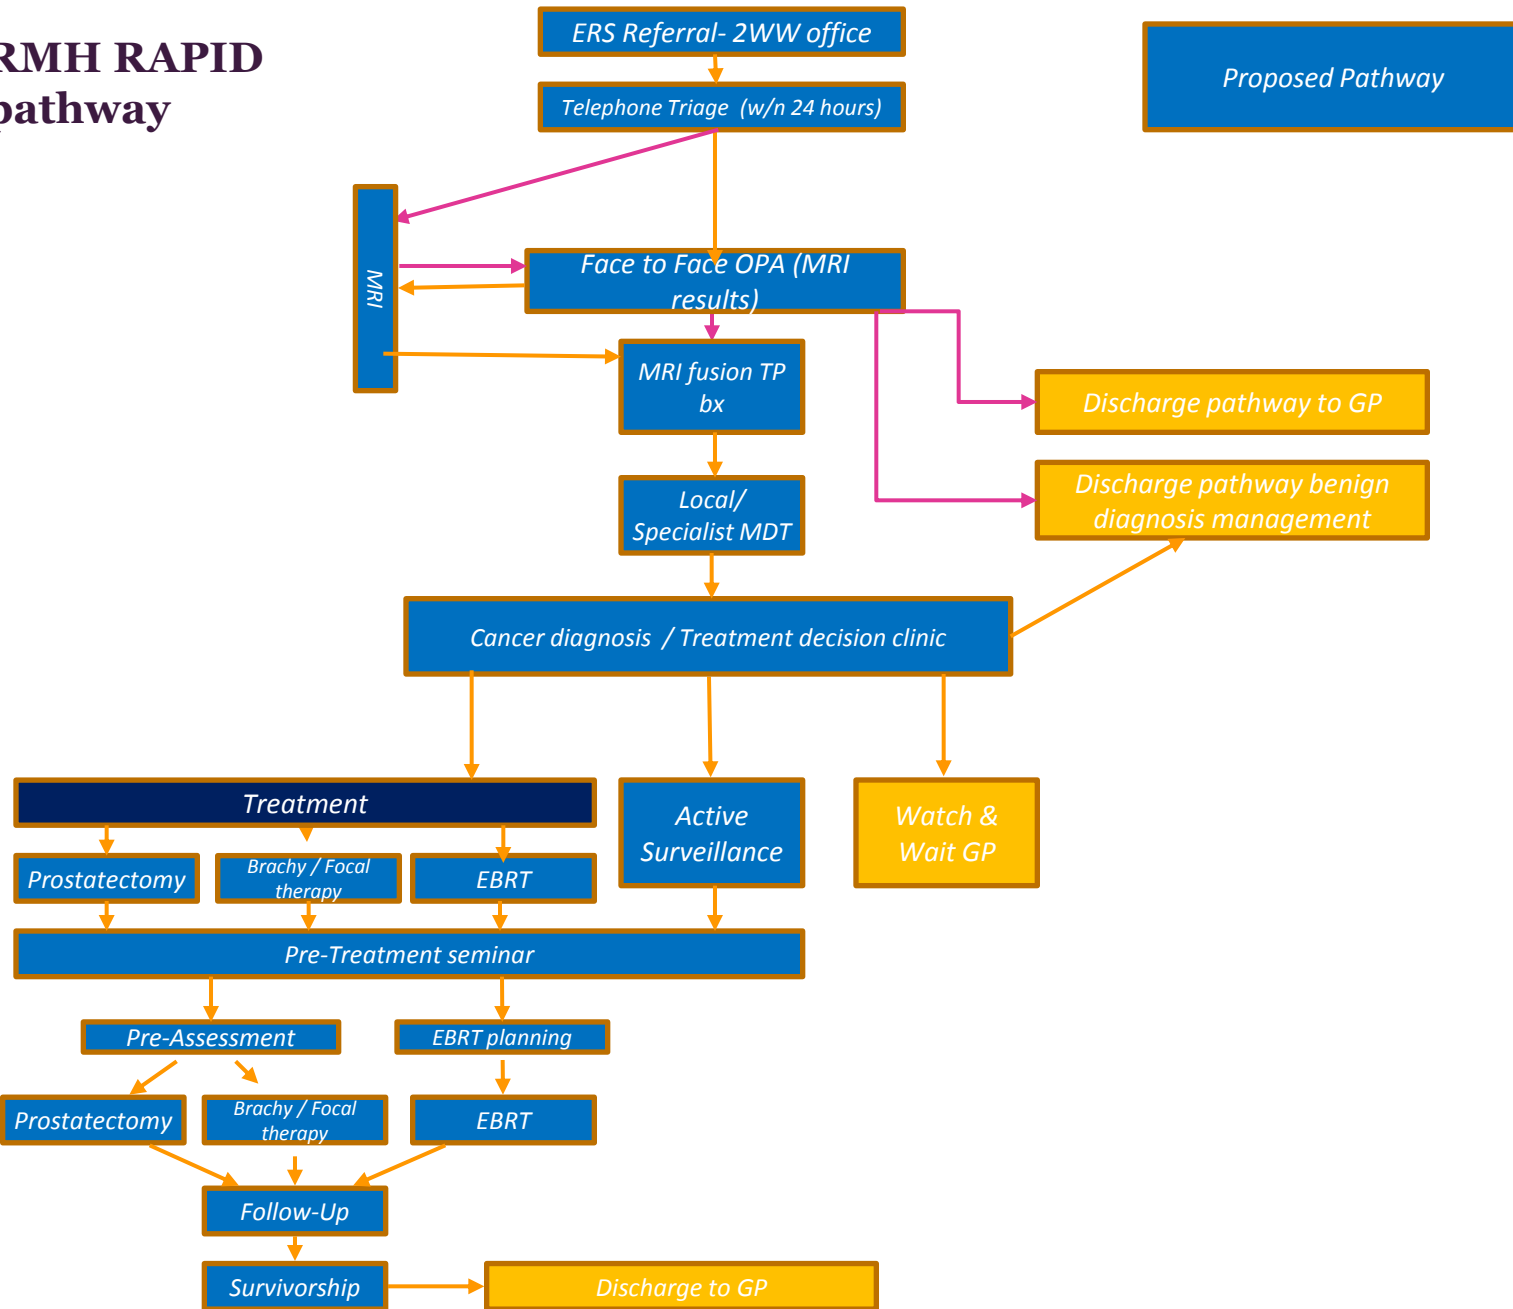 RMH RAPID
pathway
ERS Referral- 2WW office
Proposed Pathway
Telephone Triage (w/n 24 hours)
MRI
Face to Face OPA (MRI
results)
MRI fusion TP
bx
Discharge pathway to GP
Local/
Specialist MDT
Discharge pathway benign
diagnosis management
Cancer diagnosis / Treatment decision clinic
Treatment
Active
Surveillance
Watch &
Wait GP
Prostatectomy
Brachy / Focal
therapy
EBRT
Pre-Treatment seminar
Pre-Assessment
EBRT planning
Prostatectomy
Brachy / Focal
therapy
EBRT
Follow-Up
Survivorship
Discharge to GP